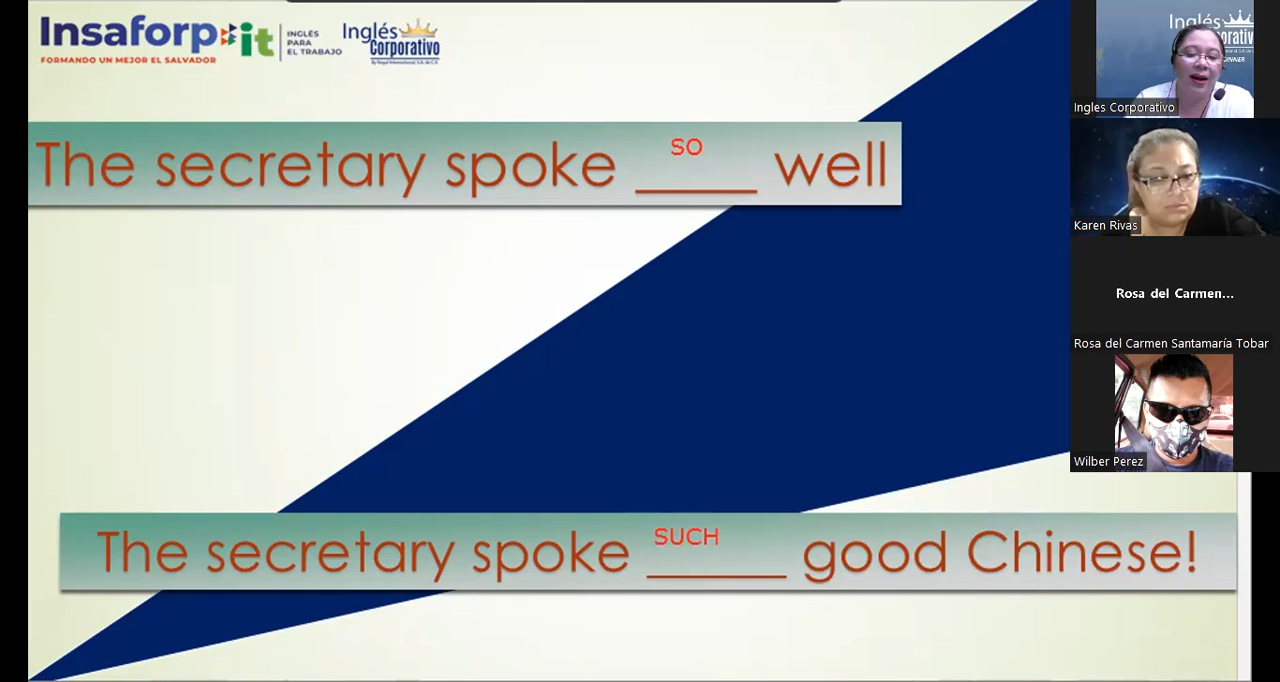 Insaforp it
FORMANDO UN MEJOR EL SALVADOR
INGLÉS
PARA
EL TRABAJO
Inglés
Corporativo
Inglés
Ingles Corporativo
SO
The secretary spoke _____ well
Karen Rivas
Rosa del Carmen...
Rosa del Carmen Santamaría Tobar
Wilber Perez
SUCH
The secretary spoke _____ good Chinese!